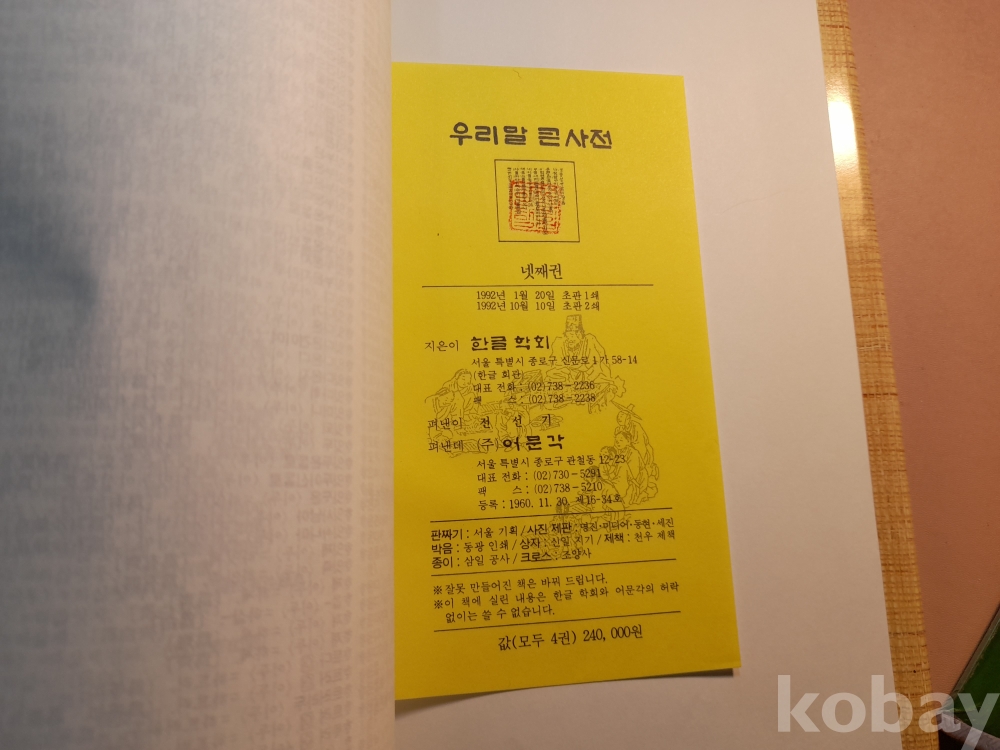 우리말 큰사전
넷째권
1992년 1월 20일 초판 1쇄
1992년 10월 10일 초판 2쇄
지은이 한글 학회
서울 특별시 종로구 신문로 1가 58-14
(한글 회관)
대표 전화 : (02)738-2236
팩 스 : (02)738-2238
펴낸이 전 선 기
펴낸데 (주)어문각
서울 특별시 종로구 관철동 12-23
대표 전화 : (02)730-5291
팩 스 : (02)738-5210
등록 : 1960. 11. 30. 제16-34호
판짜기 : 서울 기획/사진 제판 : 명진·미디어·동현·세진
박음 : 동광 인쇄/상자 : 신일 지기/제책 : 천우 제책
종이 : 삼일 공사/크로스 : 조양사
※잘못 만들어진 책은 바꿔 드립니다.
※이 책에 실린 내용은 한글 학회와 어문각의 허락
없이는 쓸 수 없습니다.
값(모두 4권) 240,000원
kobay